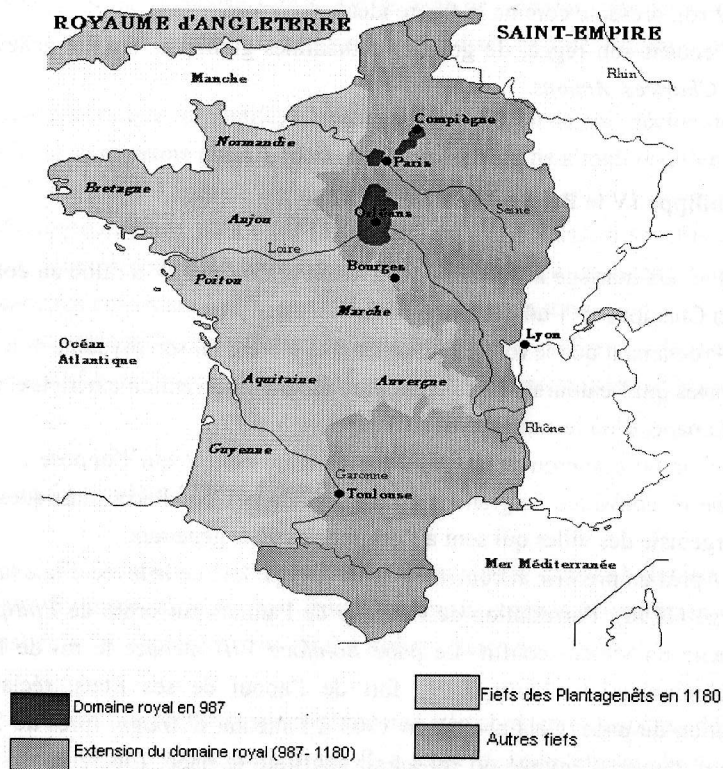 ROYAUME d'ANGLETERRE
SAINT-EMPIRE
Manche
Rhin
Compiègne
Normandie
Paris
Bretagne
Orléans
Seine
Anjou
Loire
Bourges
Poitou
Marche
Océan
Atlantique
Lyon
Aquitaine
Auvergne
Rhône
Guyenne
Garonne
Toulouse
Mer Méditerranée
Domaine royal en 987
Fiefs des Plantagenêts en 1180
Extension du domaine royal (987- 1180)
Autres fiefs